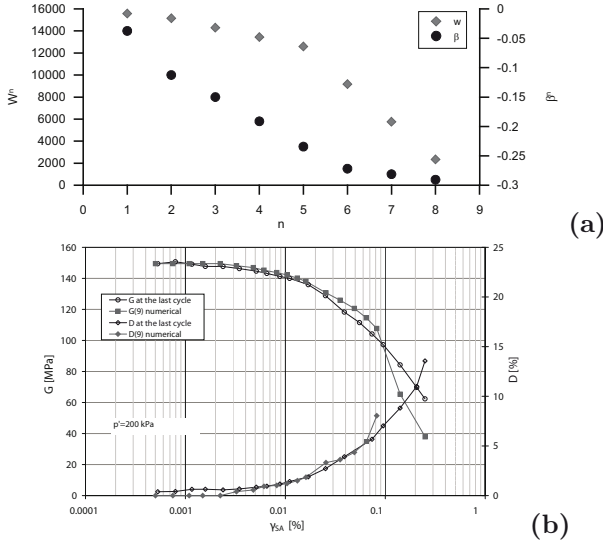 16000 0
14000 -0.05
12000 -0.1
10000
8000 -0.15
6000 -0.2
4000 -0.25
2000
0 -0.3
W^n
β^n
w
β
0 1 2 3 4 5 6 7 8 9
n
(a)
160 25
140 20
120
100 15
80
60 10
40 5
20
0 0
G [MPa]
D [%]
G at the last cycle
G(9) numerical
D at the last cycle
D(9) numerical
p'=200 kPa
0.0001 0.001 0.01 0.1 1
γSA [%]
(b)